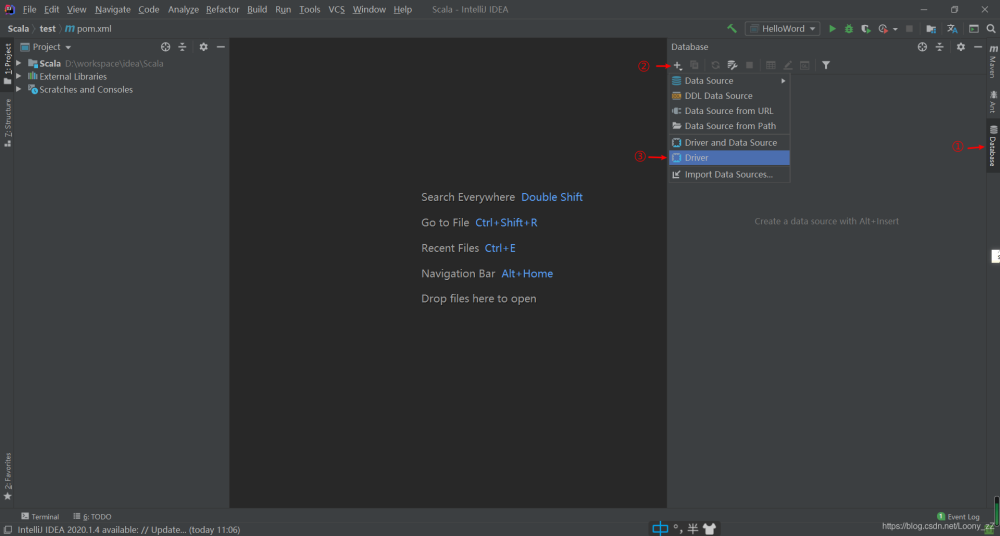 File Edit View Navigate Code Analyze Refactor Build Run Tools VCS Window Help Scala - IntelliJ IDEA
Scala test pom.xml HelloWord
Project
Scala D:\workspace\idea\Scala
External Libraries
Scratches and Consoles
1: Project
Z: Structure
2: Favorites
Search Everywhere Double Shift
Go to File Ctrl+Shift+R
Recent Files Ctrl+E
Navigation Bar Alt+Home
Drop files here to open
Database
②
Data Source
DDL Data Source
Data Source from URL
Data Source from Path
Driver and Data Source
③ Driver
Import Data Sources...
Create a data source with Alt+Insert
Maven
Ant
① Database
Terminal 6: TODO
Event Log
IntelliJ IDEA 2020.1.4 available: // Update... (today 11:06)
中 °, 半
https://blog.csdn.net/Loony_zZ